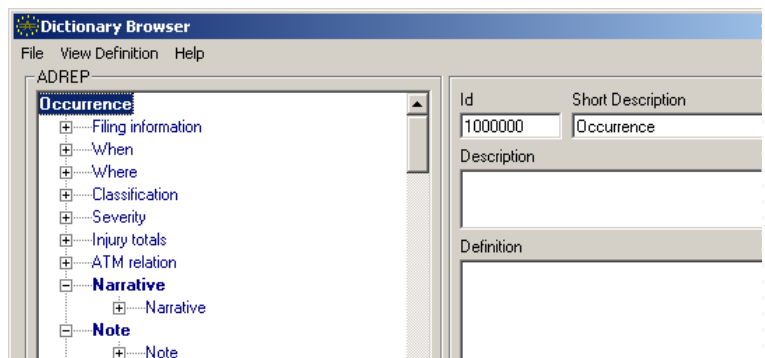 Dictionary Browser
File View Definition Help
ADREP
Occurrence
Filing information
When
Where
Classification
Severity
Injury totals
ATM relation
Narrative
Narrative
Note
Note
Id Short Description
1000000 Occurrence
Description
Definition